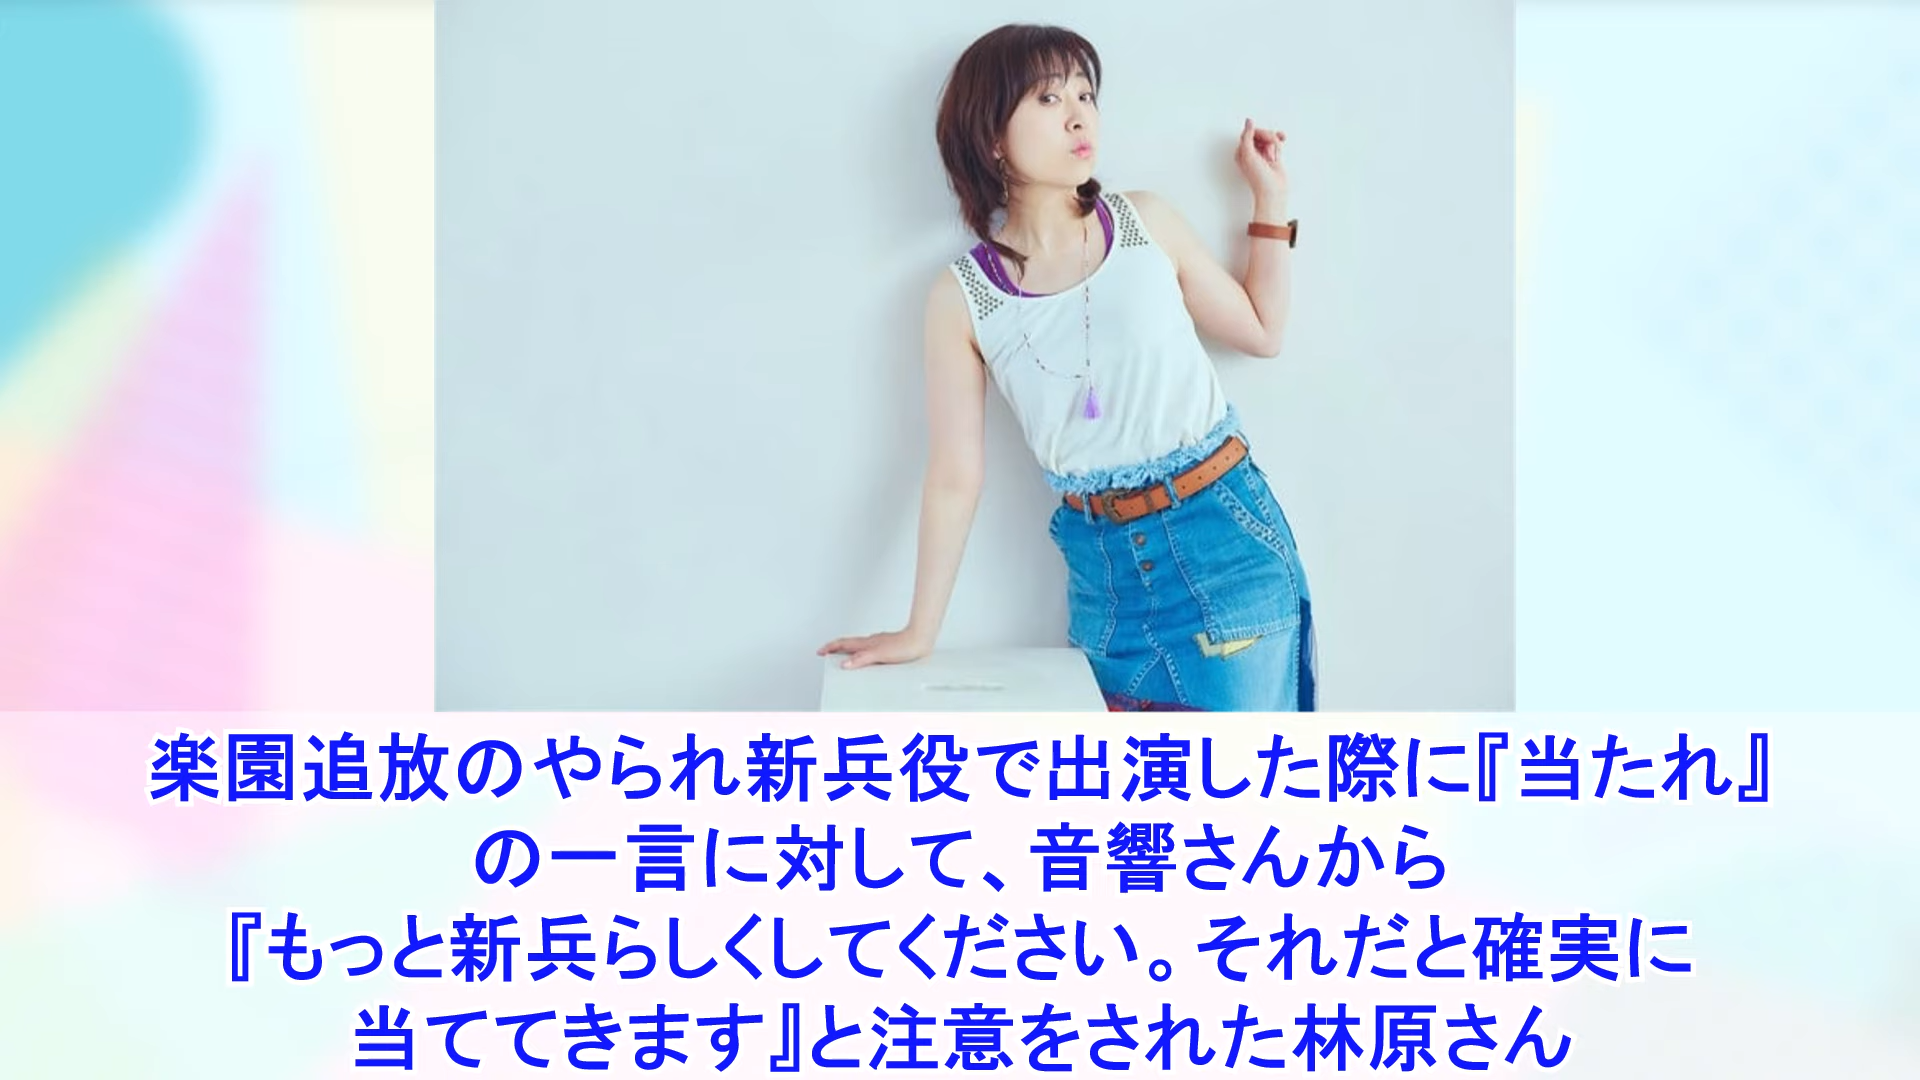 楽園追放のやられ新兵役で出演した際に『当たれ』
の一言に対して、音響さんから
『もっと新兵らしくしてください。それだと確実に
当ててきます』と注意をされた林原さん